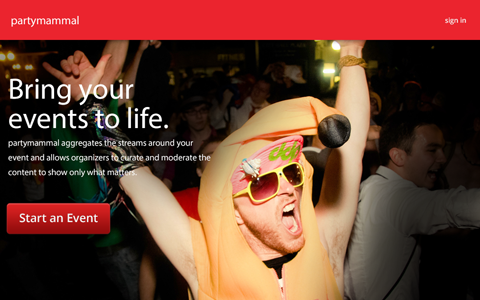 partymammal
sign in
Bring your
events to life.
partymammal aggregates the streams around your
event and allows organizers to curate and moderate the
content to show only what matters.
Start an Event